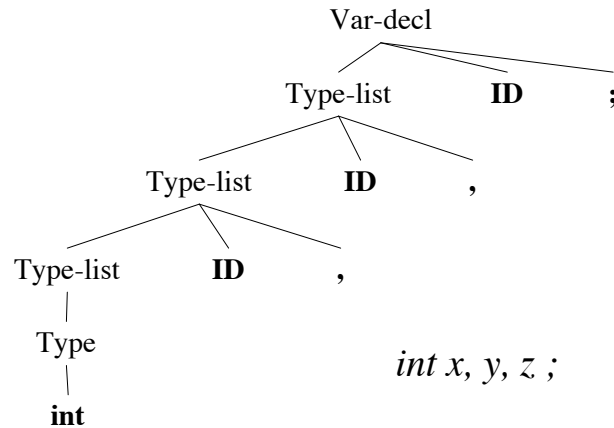 Var-decl
Type-list ID ;
Type-list ID ,
Type-list ID ,
Type
int x, y, z ;
int